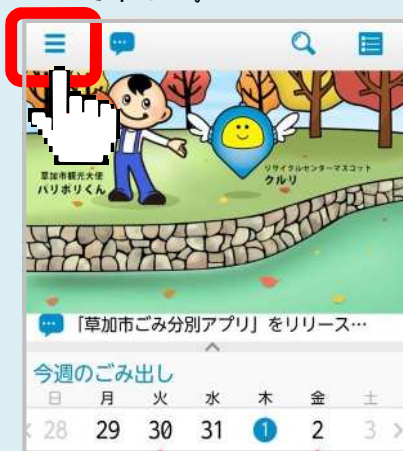 草加市観光大使
パリポリくん
リサイクルセンターマスコット
クルリ
「草加市ごみ分別アプリ」をリリース…
今週のごみ出し
日 月 火 水 木 金 土
28 29 30 31 1 2 3